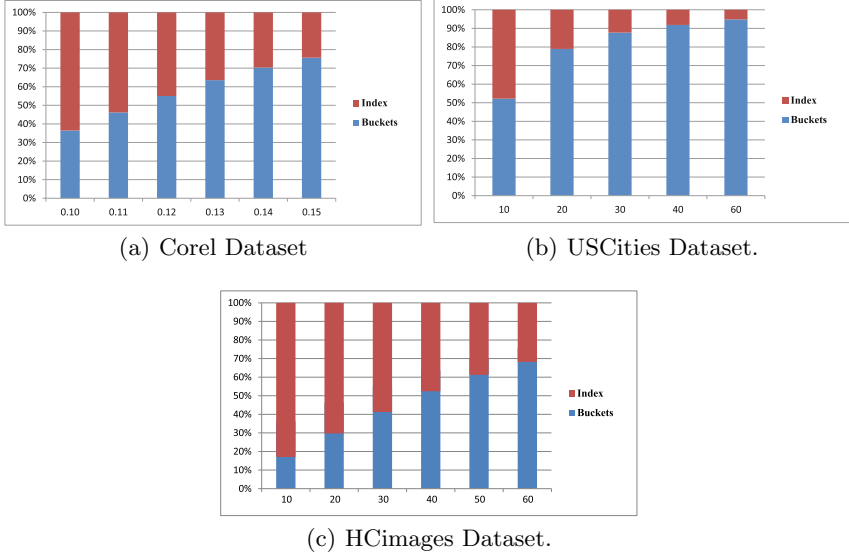 100%
90%
80%
70%
60%
50%
40%
30%
20%
10%
0%
0.10 0.11 0.12 0.13 0.14 0.15
Index
Buckets
(a) Corel Dataset
100%
90%
80%
70%
60%
50%
40%
30%
20%
10%
0%
10 20 30 40 60
Index
Buckets
(b) USCities Dataset.
100%
90%
80%
70%
60%
50%
40%
30%
20%
10%
0%
10 20 30 40 50 60
Index
Buckets
(c) HCimages Dataset.